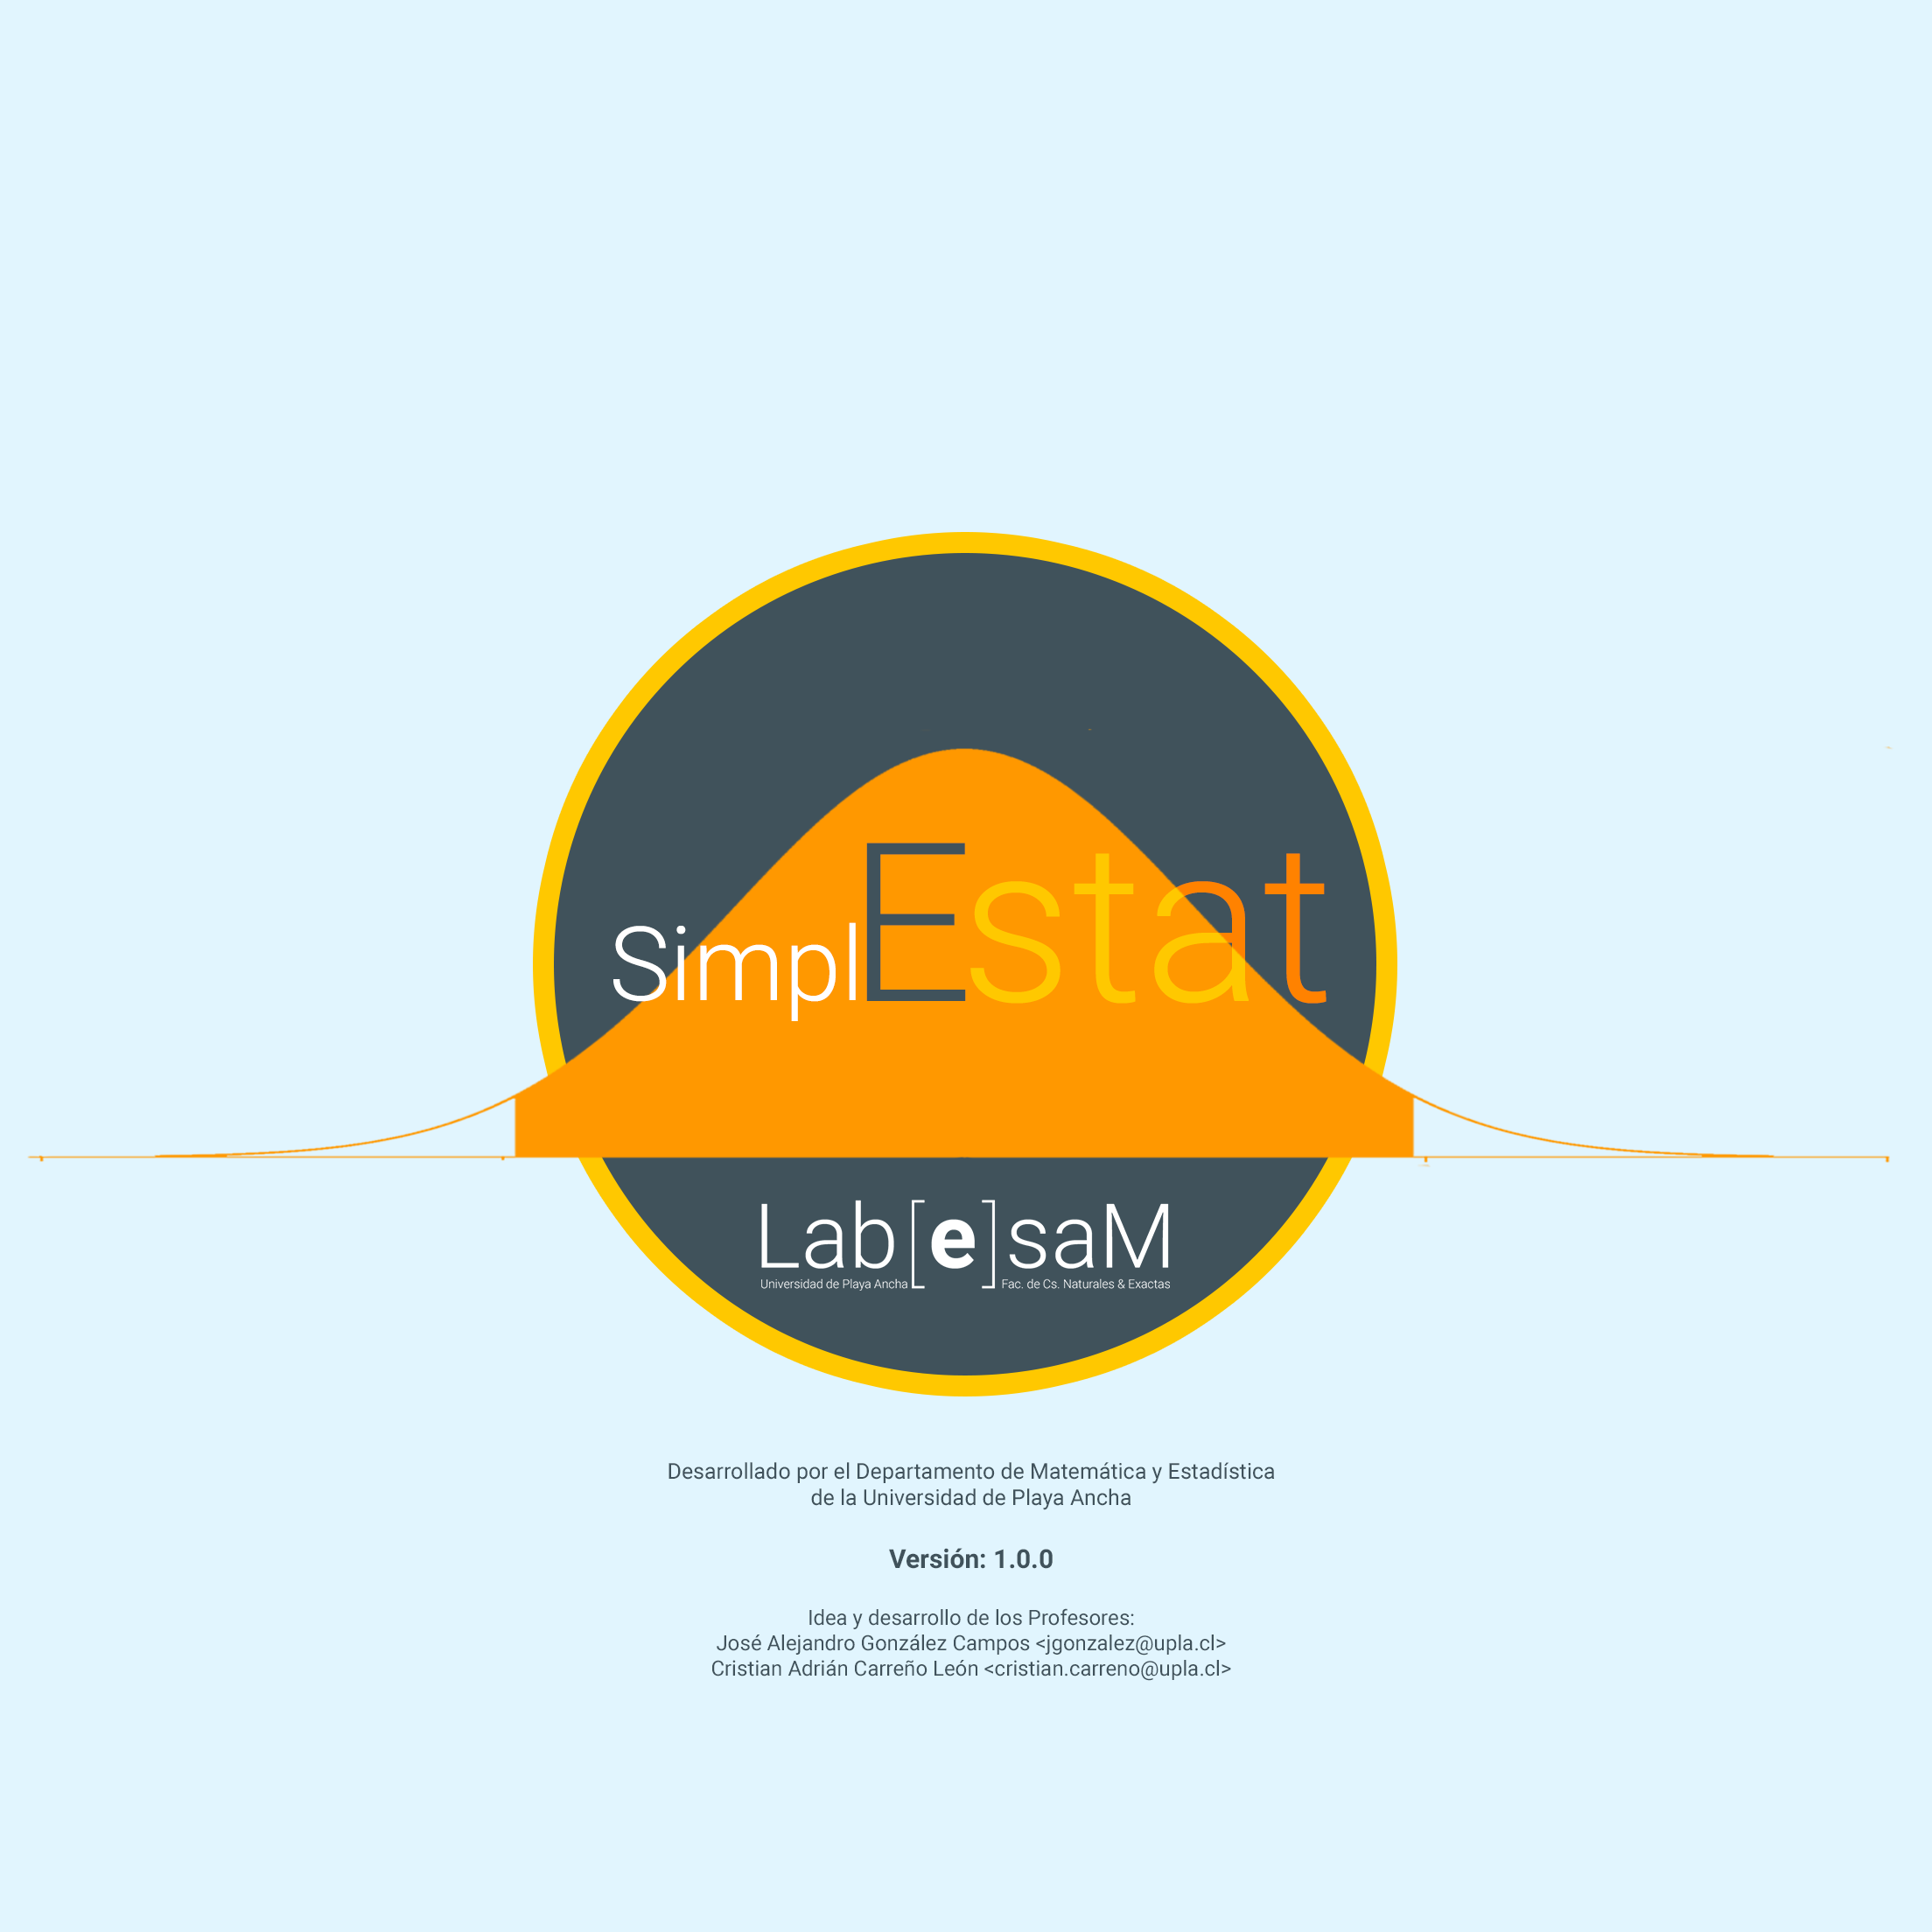 SimplEstat
Lab[e]saM
Universidad de Playa Ancha Fac. de Cs. Naturales & Exactas
Desarrollado por el Departamento de Matemática y Estadística
de la Universidad de Playa Ancha
Versión: 1.0.0
Idea y desarrollo de los Profesores:
José Alejandro González Campos <jgonzalez@upla.cl>
Cristian Adrián Carreño León <cristian.carreno@upla.cl>